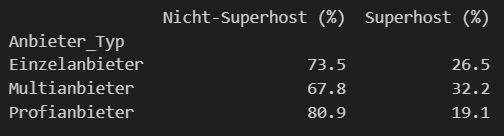 Nicht-Superhost (%) Superhost (%)
Anbieter_Typ
Einzelanbieter 73.5 26.5
Multianbieter 67.8 32.2
Profianbieter 80.9 19.1